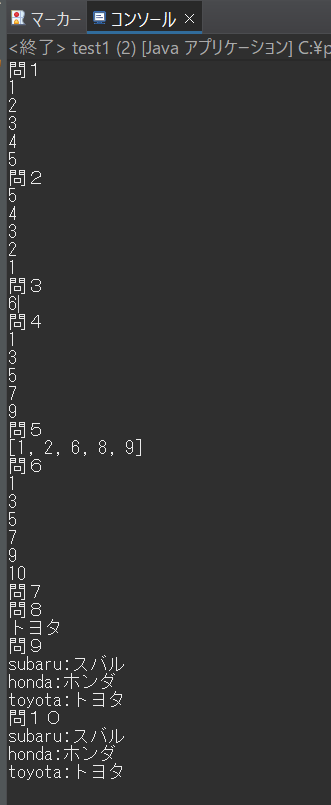 マーカー コンソール ×
<終了> test1 (2) [Java アプリケーション] C:¥p
問１
1
2
3
4
5
問２
5
4
3
2
1
問３
6
問４
1
3
5
7
9
問５
[1, 2, 6, 8, 9]
問６
1
3
5
7
9
10
問７
問８
トヨタ
問９
subaru:スバル
honda:ホンダ
toyota:トヨタ
問１０
subaru:スバル
honda:ホンダ
toyota:トヨタ